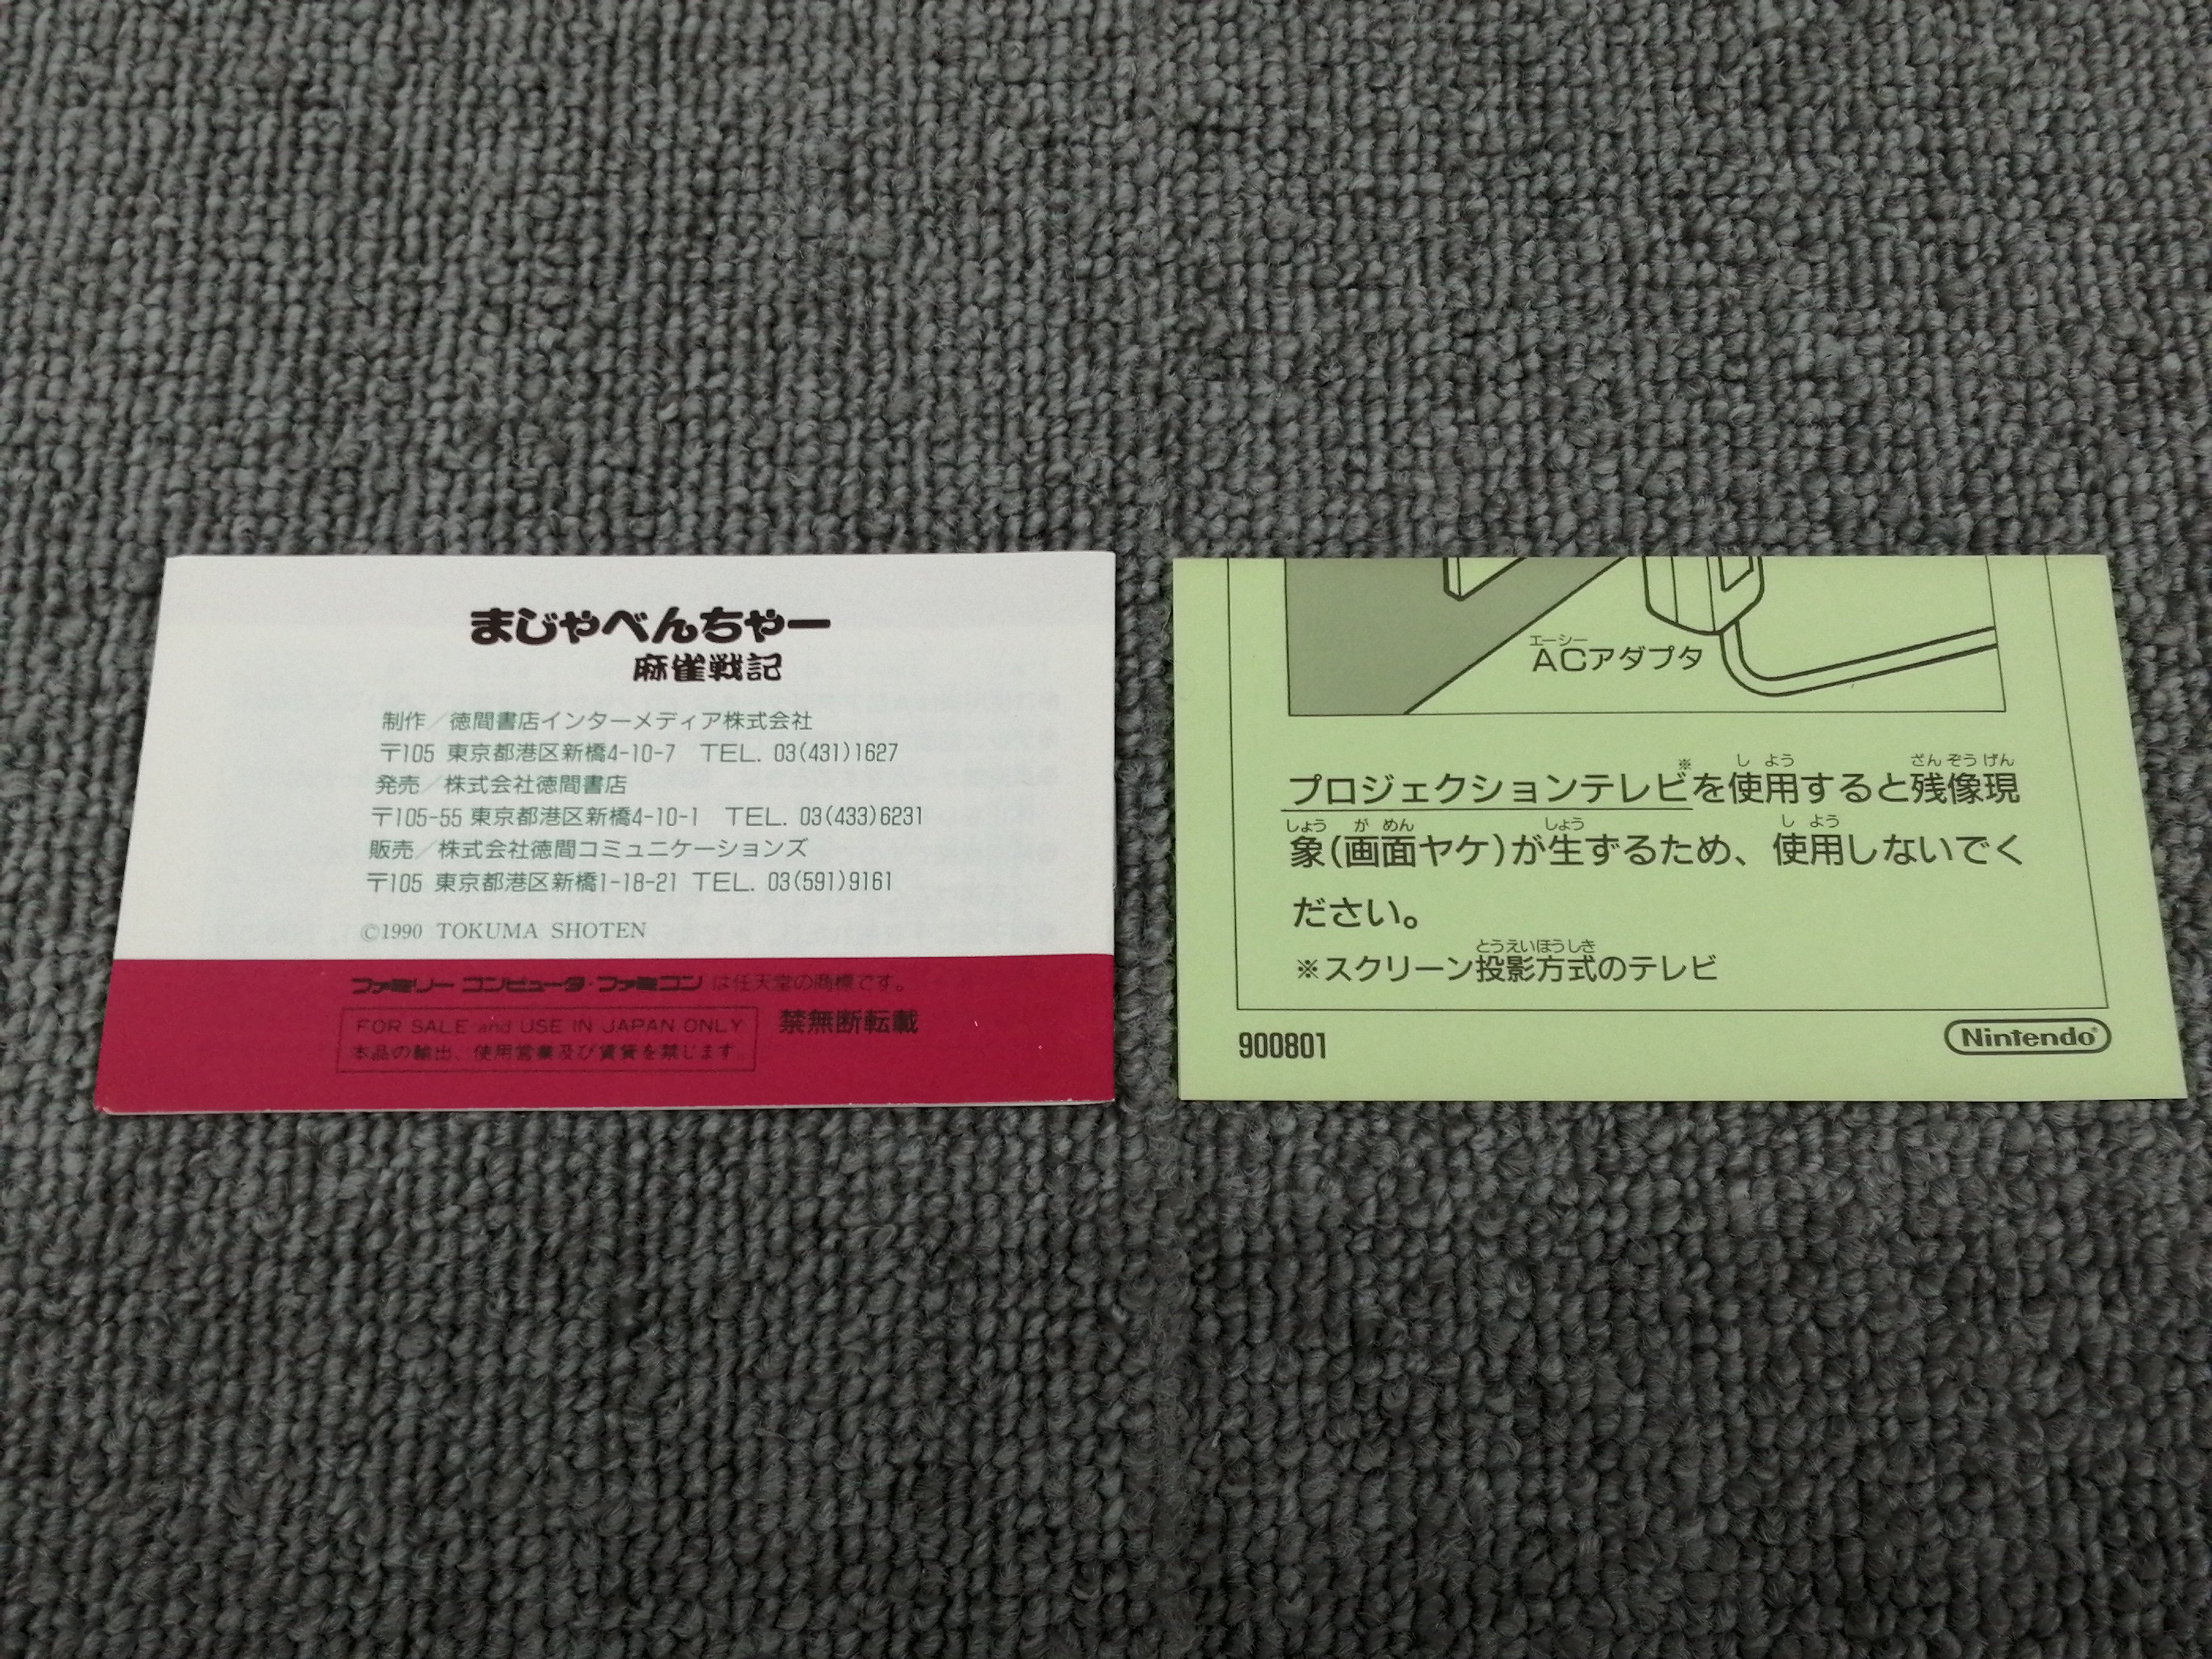 まじゃべんちゃー
麻雀戦記
制作／徳間書店インターメディア株式会社
〒105 東京都港区新橋4-10-7 TEL. 03(431)1627
発売／株式会社徳間書店
〒105-55 東京都港区新橋4-10-1 TEL. 03(433)6231
販売／株式会社徳間コミュニケーションズ
〒105 東京都港区新橋1-18-21 TEL. 03(591)9161
©1990 TOKUMA SHOTEN
ファミリーコンピュータ・ファミコンは任天堂の商標です。
FOR SALE and USE IN JAPAN ONLY
本品の輸出、使用営業及び賃貸を禁じます。
禁無断転載
エーシー
ACアダプタ
※ し よう ざん ぞう げん
プロジェクションテレビを使用すると残像現
しょう が めん しょう し よう
象(画面ヤケ)が生ずるため、使用しないでく
ださい。
とうえいほうしき
※スクリーン投影方式のテレビ
900801
Nintendo®